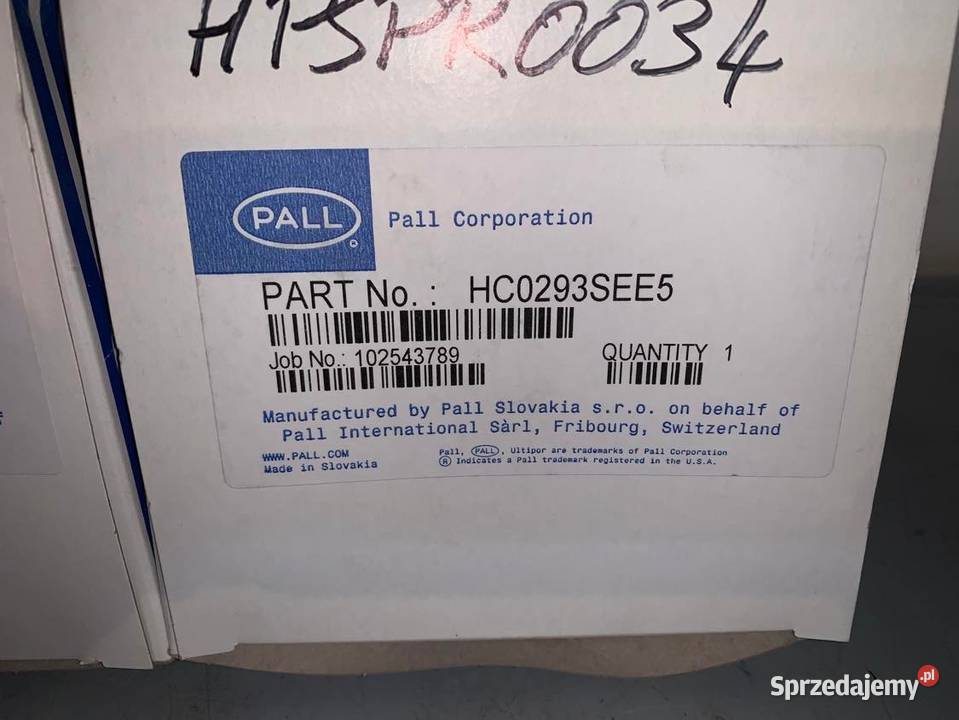 H15PR0034
PALL
Pall Corporation
PART No. : HC0293SEE5
Job No.: 102543789
QUANTITY 1
Manufactured by Pall Slovakia s.r.o. on behalf of
Pall International Sàrl, Fribourg, Switzerland
WWW.PALL.COM
Made in Slovakia
Pall, PALL, Ultipor are trademarks of Pall Corporation
® Indicates a Pall trademark registered in the U.S.A.
Sprzedajemy.pl